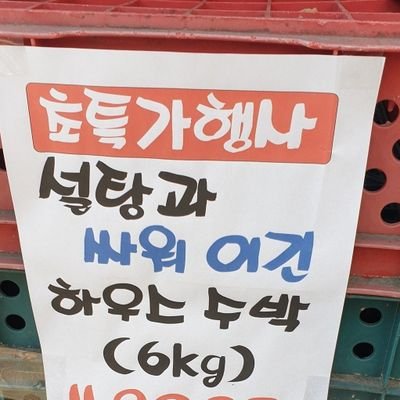 초특가행사
설탕과
싸워 이긴
하우스 수박
(6kg)